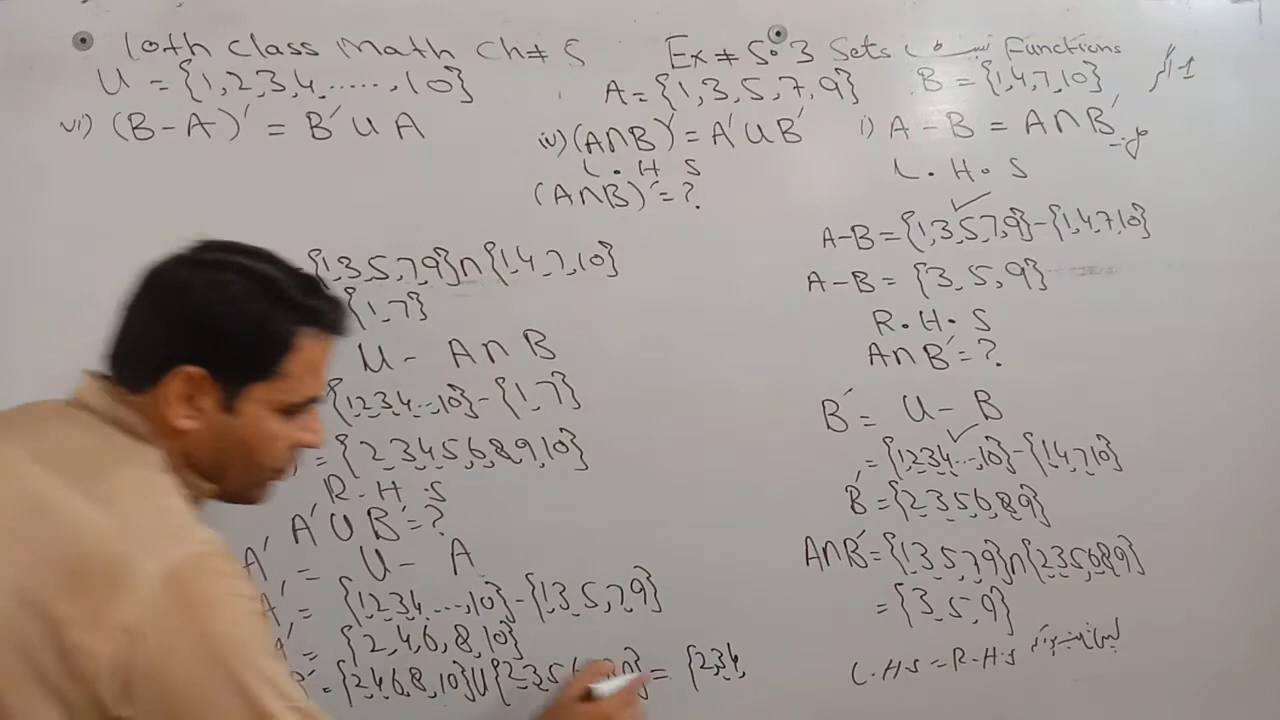 10th class Math Ch# 5 Ex # 5.3 Sets Functions
U = {1,2,3,4,.....,10} A = {1,3,5,7,9} B = {1,4,7,10}
vi) (B-A)′ = B′ U A
iv) (A∩B)′ = A′ U B′
L.H S
(A∩B)′ = ?
= {1,3,5,7,9} ∩ {1,4,7,10}
{1,7}
U - A ∩ B
{1,2,3,4...,10} - {1,7}
= {2,3,4,5,6,8,9,10}
R.H.S
A′ U B′ = ?
A′ = U - A
A′ = {1,2,3,4...,10} - {1,3,5,7,9}
A′ = {2,4,6,8,10}
= {2,4,6,8,10} U {2,3,5,6 = {2,3,4,
i) A - B = A∩B′
L.H.S
A-B = {1,3,5,7,9} - {1,4,7,10}
A-B = {3,5,9}
R.H.S
A∩B′ = ?
B′ = U - B
= {1,2,3,4...,10} - {1,4,7,10}
B′ = {2,3,5,6,8,9}
A∩B′ = {1,3,5,7,9} ∩ {2,3,5,6,8,9}
= {3,5,9}
L.H.S = R.H.S